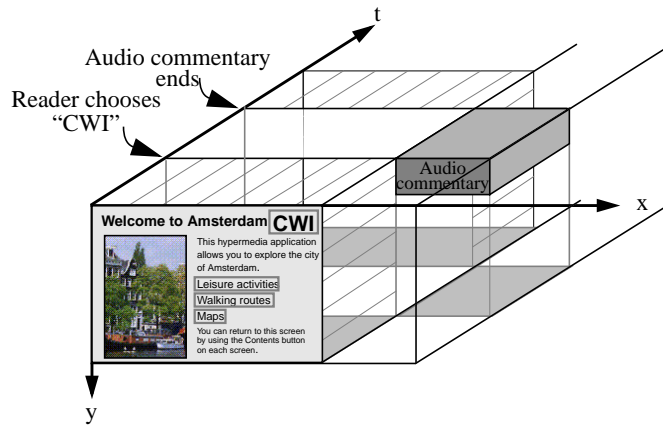 t
Audio commentary
ends
Reader chooses
“CWI”
Audio
commentary
x
Welcome to Amsterdam CWI
This hypermedia application
allows you to explore the city
of Amsterdam.
Leisure activities
Walking routes
Maps
You can return to this screen
by using the Contents button
on each screen.
y